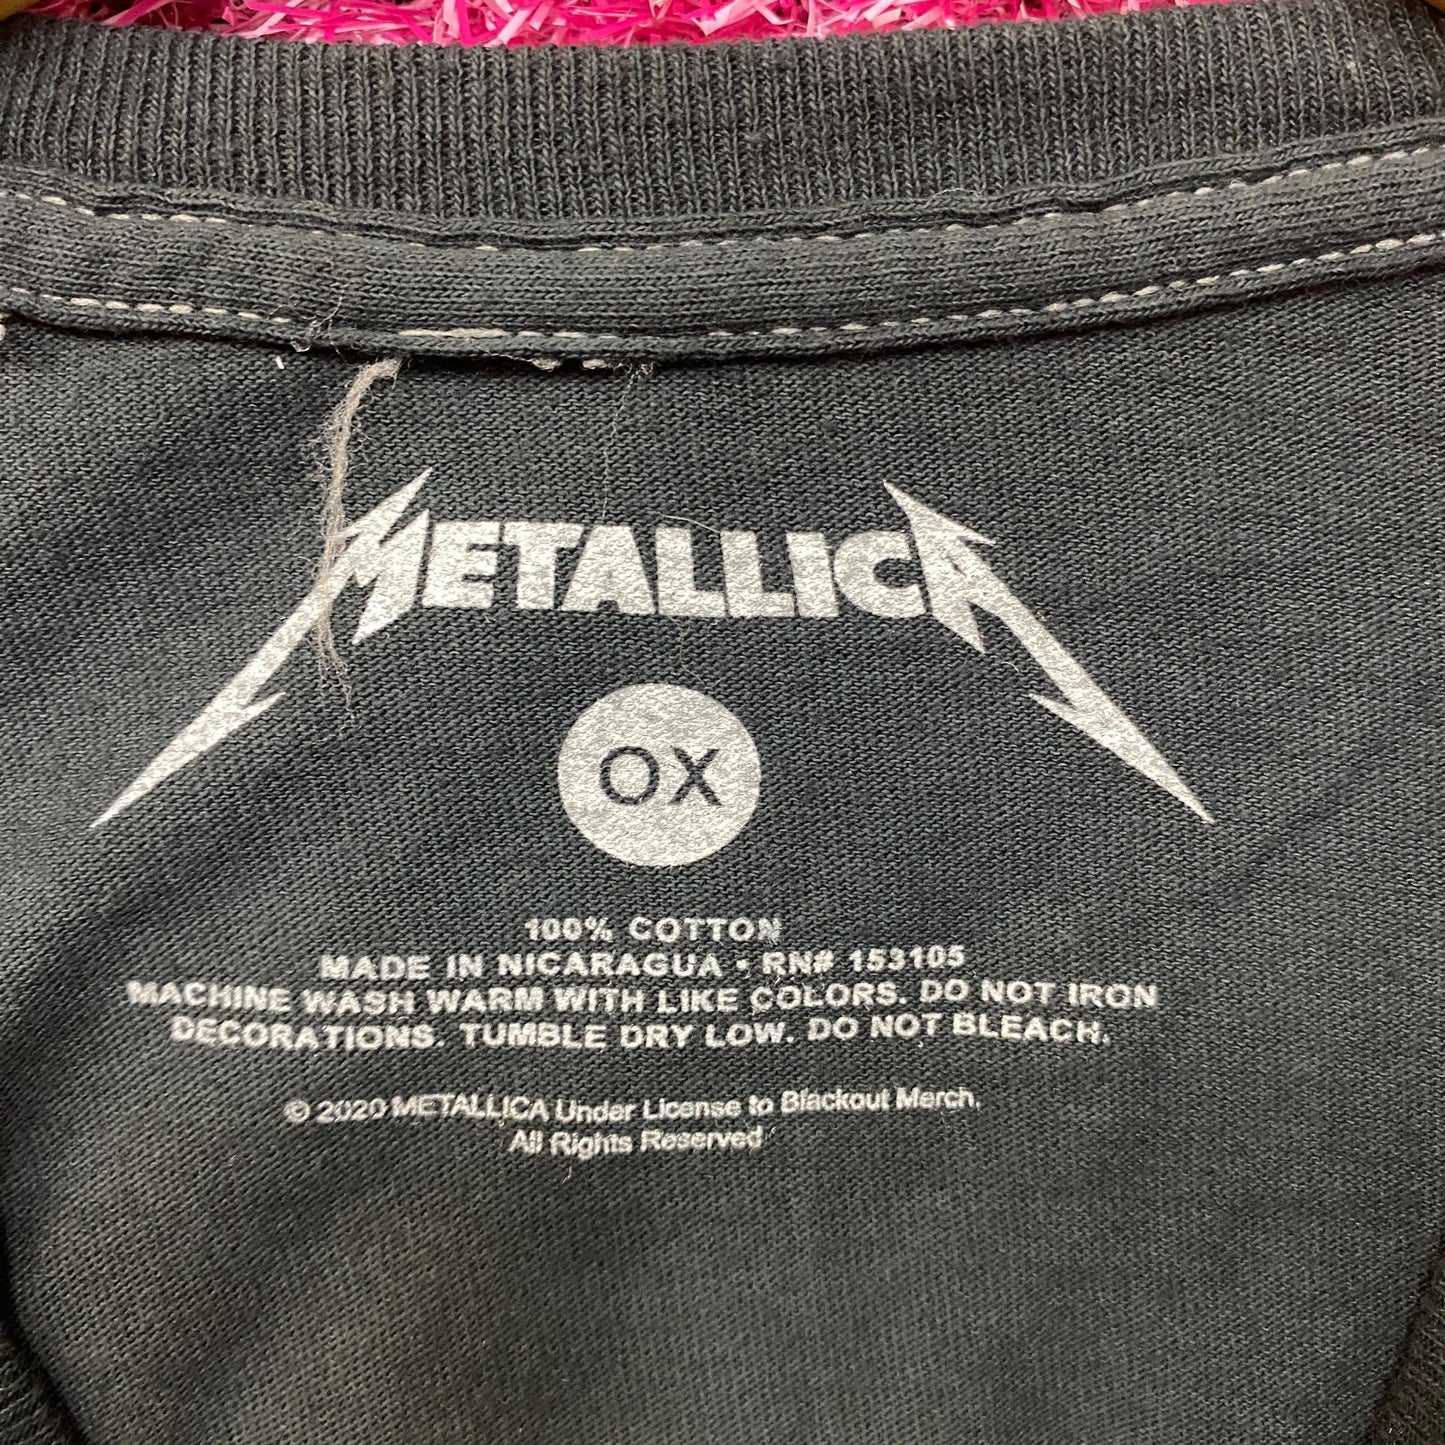 METALLICA
OX
100% COTTON
MADE IN NICARAGUA • RN# 153105
MACHINE WASH WARM WITH LIKE COLORS. DO NOT IRON
DECORATIONS. TUMBLE DRY LOW. DO NOT BLEACH.
© 2020 METALLICA Under License to Blackout Merch.
All Rights Reserved